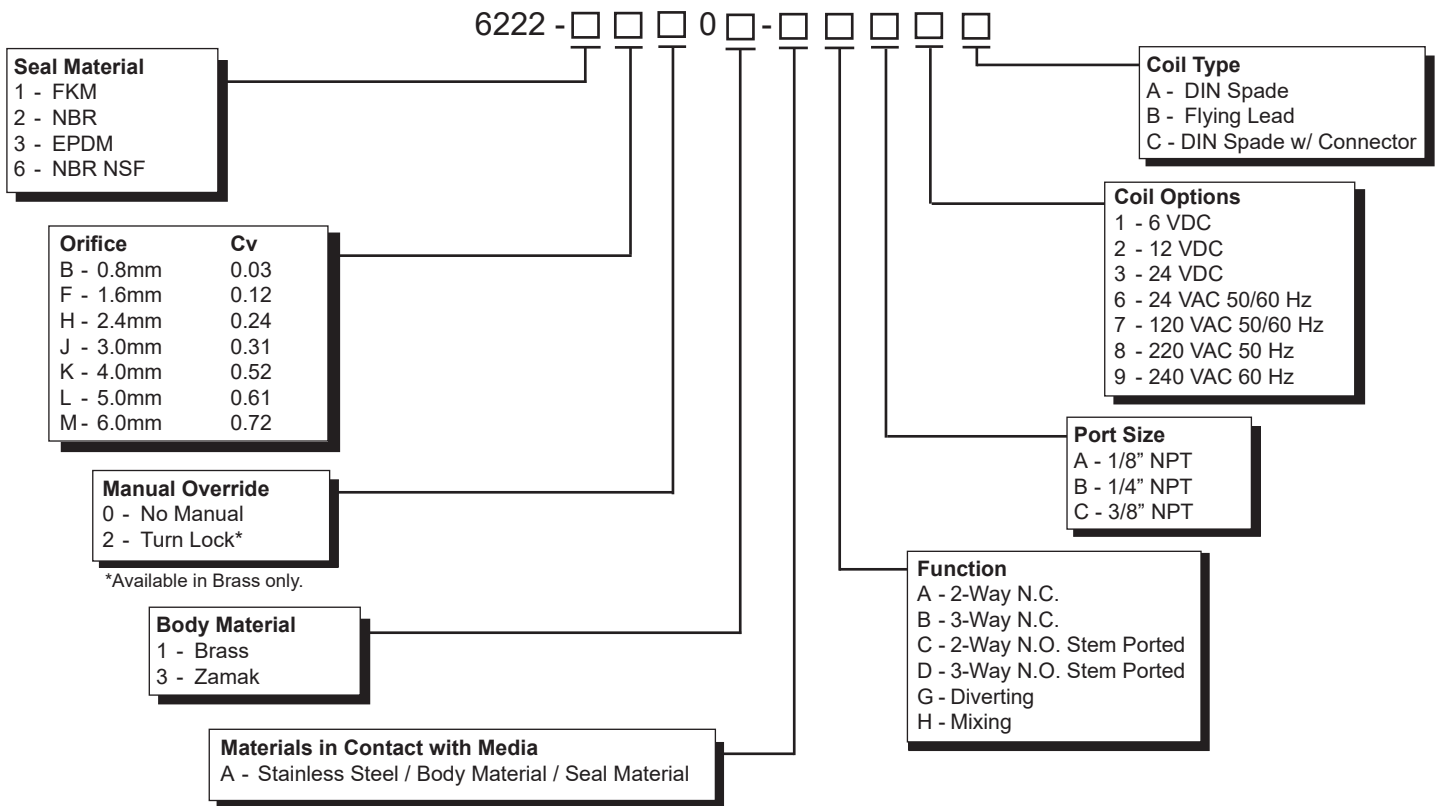 6222 - □ □ □ 0 □ - □ □ □ □ □
Seal Material
1 - FKM
2 - NBR
3 - EPDM
6 - NBR NSF
Orifice Cv
B - 0.8mm 0.03
F - 1.6mm 0.12
H - 2.4mm 0.24
J - 3.0mm 0.31
K - 4.0mm 0.52
L - 5.0mm 0.61
M - 6.0mm 0.72
Manual Override
0 - No Manual
2 - Turn Lock*
*Available in Brass only.
Body Material
1 - Brass
3 - Zamak
Materials in Contact with Media
A - Stainless Steel / Body Material / Seal Material
Coil Type
A - DIN Spade
B - Flying Lead
C - DIN Spade w/ Connector
Coil Options
1 - 6 VDC
2 - 12 VDC
3 - 24 VDC
6 - 24 VAC 50/60 Hz
7 - 120 VAC 50/60 Hz
8 - 220 VAC 50 Hz
9 - 240 VAC 60 Hz
Port Size
A - 1/8” NPT
B - 1/4” NPT
C - 3/8” NPT
Function
A - 2-Way N.C.
B - 3-Way N.C.
C - 2-Way N.O. Stem Ported
D - 3-Way N.O. Stem Ported
G - Diverting
H - Mixing